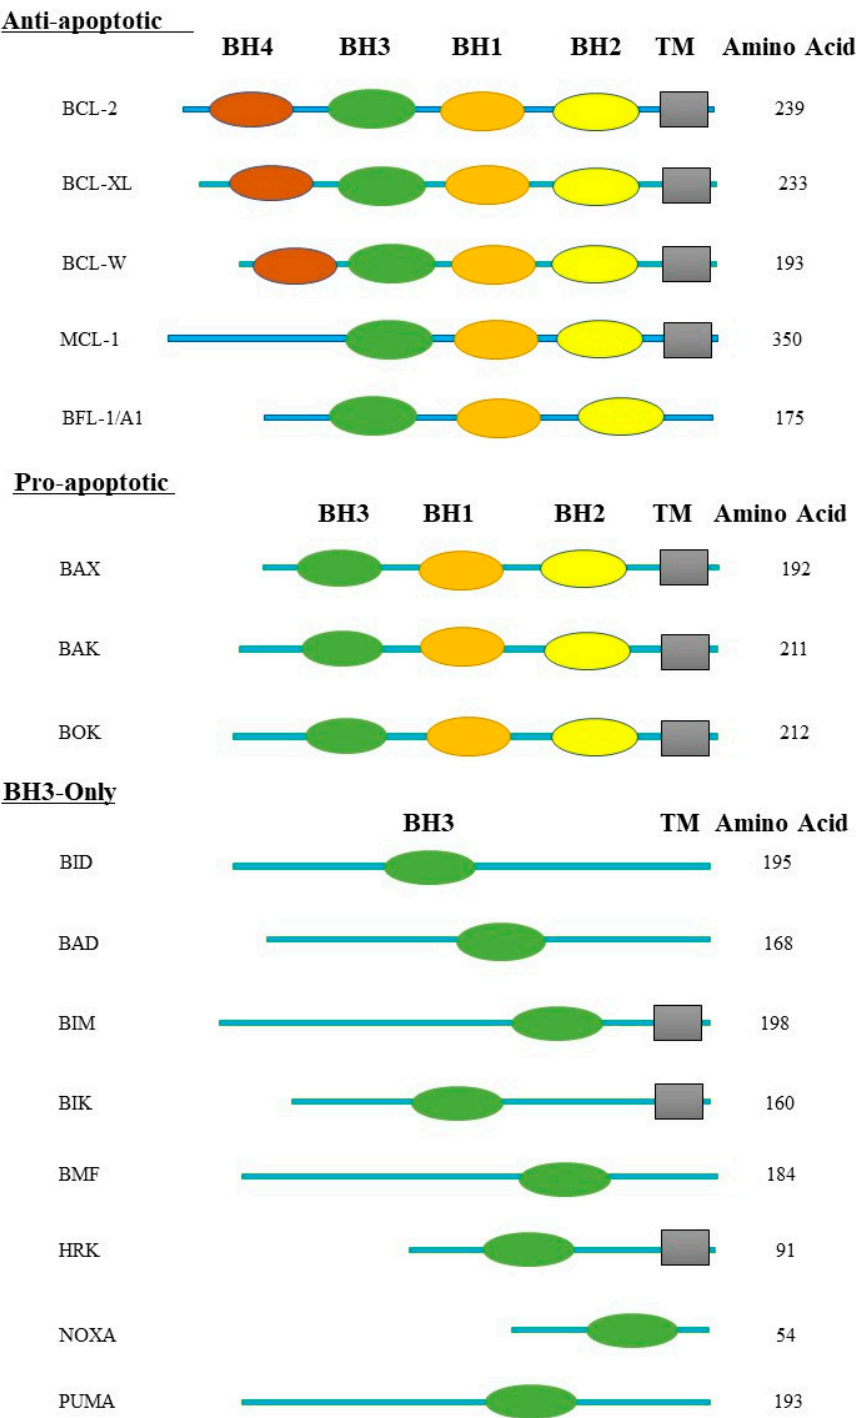 Anti-apoptotic
BH4 BH3 BH1 BH2 TM Amino Acid
BCL-2 239
BCL-XL 233
BCL-W 193
MCL-1 350
BFL-1/A1 175
Pro-apoptotic
BH3 BH1 BH2 TM Amino Acid
BAX 192
BAK 211
BOK 212
BH3-Only
BH3 TM Amino Acid
BID 195
BAD 168
BIM 198
BIK 160
BMF 184
HRK 91
NOXA 54
PUMA 193